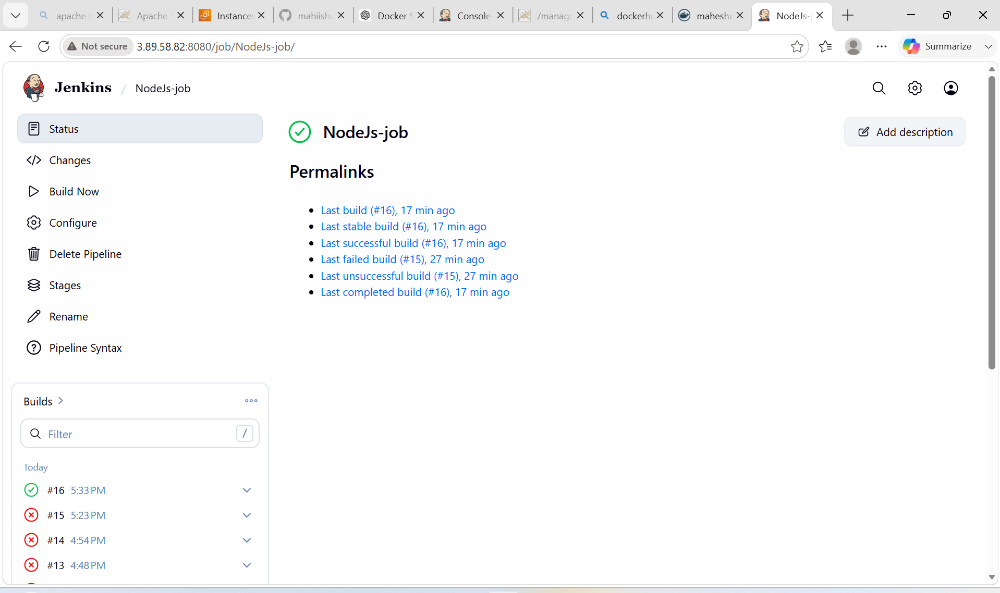 apache t
Apache T
Instances
mahiishu
Docker S
Console
/manage
dockerhu
maheshw
NodeJs-j
Not secure 3.89.58.82:8080/job/NodeJs-job/
Summarize
Jenkins / NodeJs-job
Status
Changes
Build Now
Configure
Delete Pipeline
Stages
Rename
Pipeline Syntax
Builds
Filter /
Today
#16 5:33 PM
#15 5:23 PM
#14 4:54 PM
#13 4:48 PM
NodeJs-job
Add description
Permalinks
Last build (#16), 17 min ago
Last stable build (#16), 17 min ago
Last successful build (#16), 17 min ago
Last failed build (#15), 27 min ago
Last unsuccessful build (#15), 27 min ago
Last completed build (#16), 17 min ago